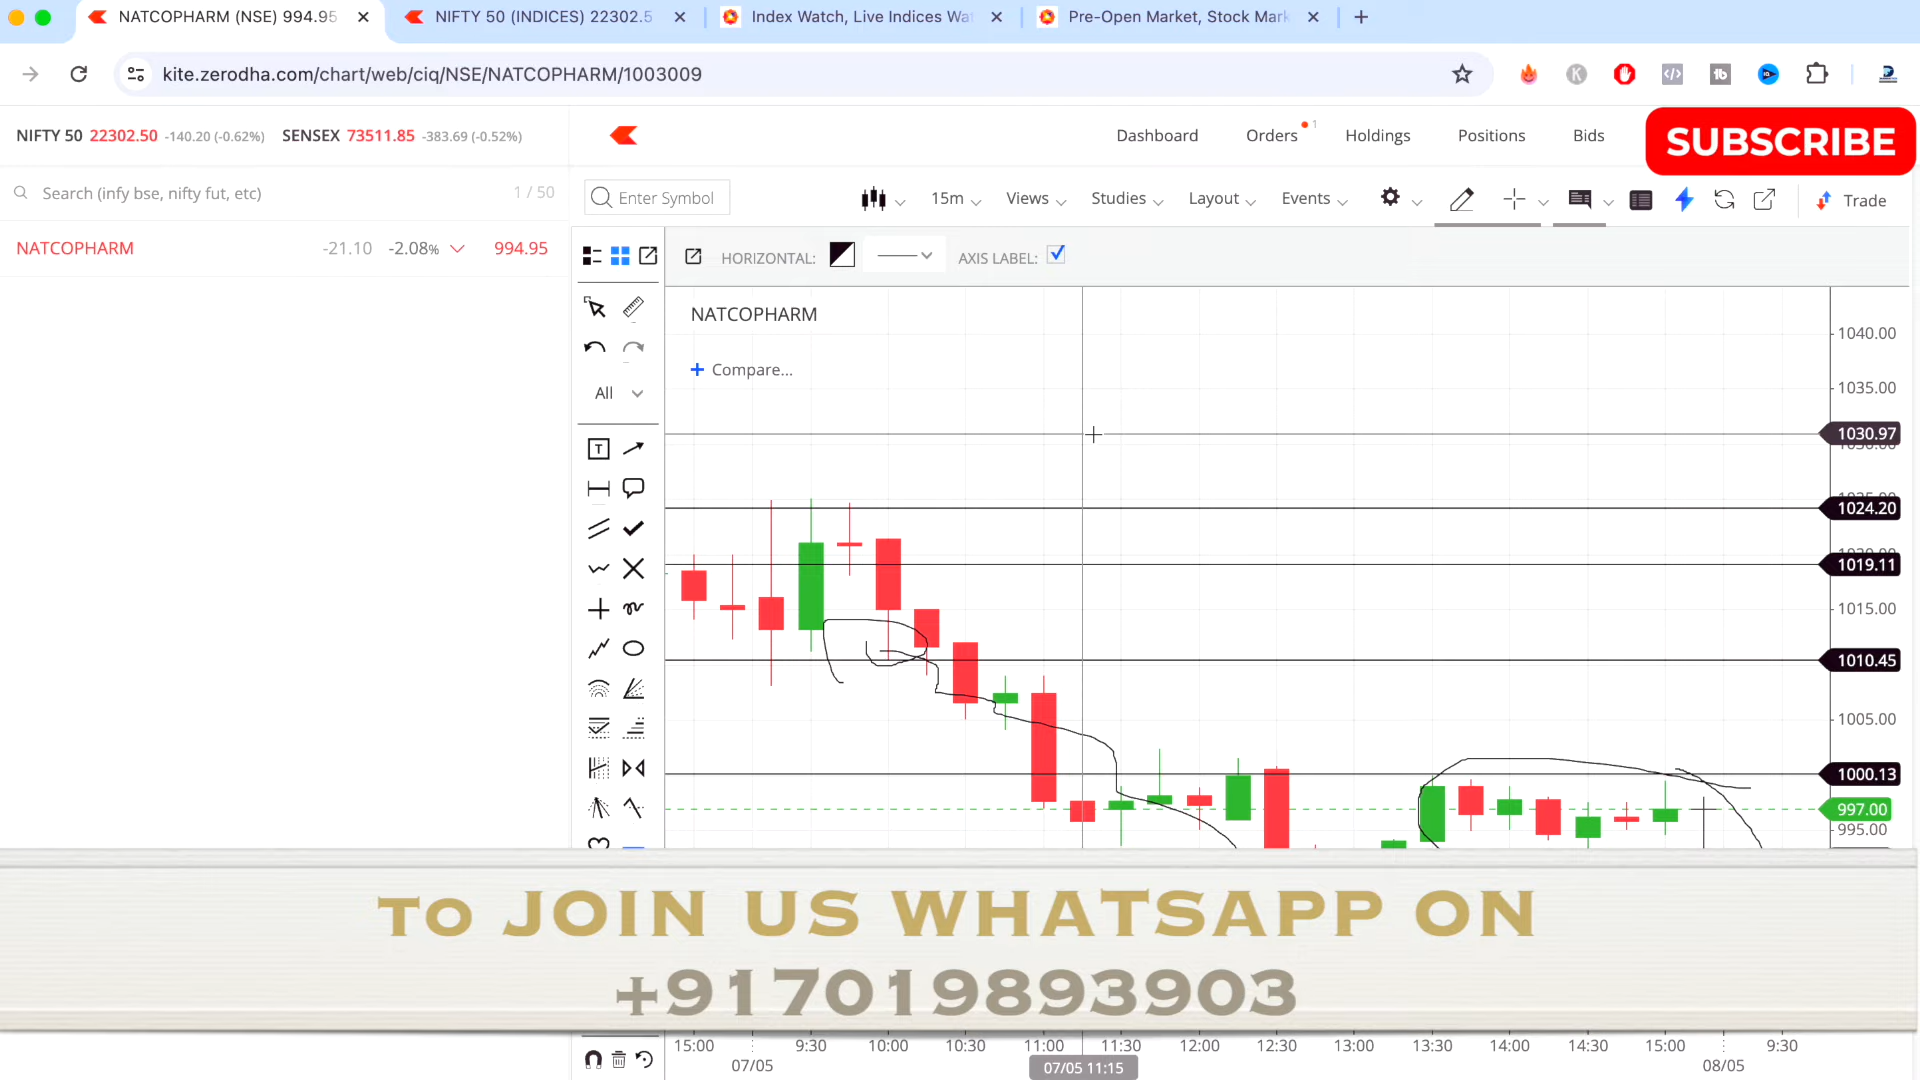 NATCOPHARM (NSE) 994.95
NIFTY 50 (INDICES) 22302.5
Index Watch, Live Indices Wat
Pre-Open Market, Stock Mark
kite.zerodha.com/chart/web/ciq/NSE/NATCOPHARM/1003009
NIFTY 50 22302.50 -140.20 (-0.62%) SENSEX 73511.85 -383.69 (-0.52%)
Dashboard Orders 1 Holdings Positions Bids
SUBSCRIBE
Search (infy bse, nifty fut, etc) 1 / 50
Enter Symbol 15m Views Studies Layout Events Trade
NATCOPHARM -21.10 -2.08% 994.95
HORIZONTAL: AXIS LABEL:
NATCOPHARM
Compare...
All
T
1040.00
1035.00
1030.97
1024.20
1019.11
1015.00
1010.45
1005.00
1000.13
997.00
995.00
To JOIN US WHATSAPP ON
+917019893903
15:00 9:30 10:00 10:30 11:00 11:30 12:00 12:30 13:00 13:30 14:00 14:30 15:00 9:30
07/05 07/05 11:15 08/05